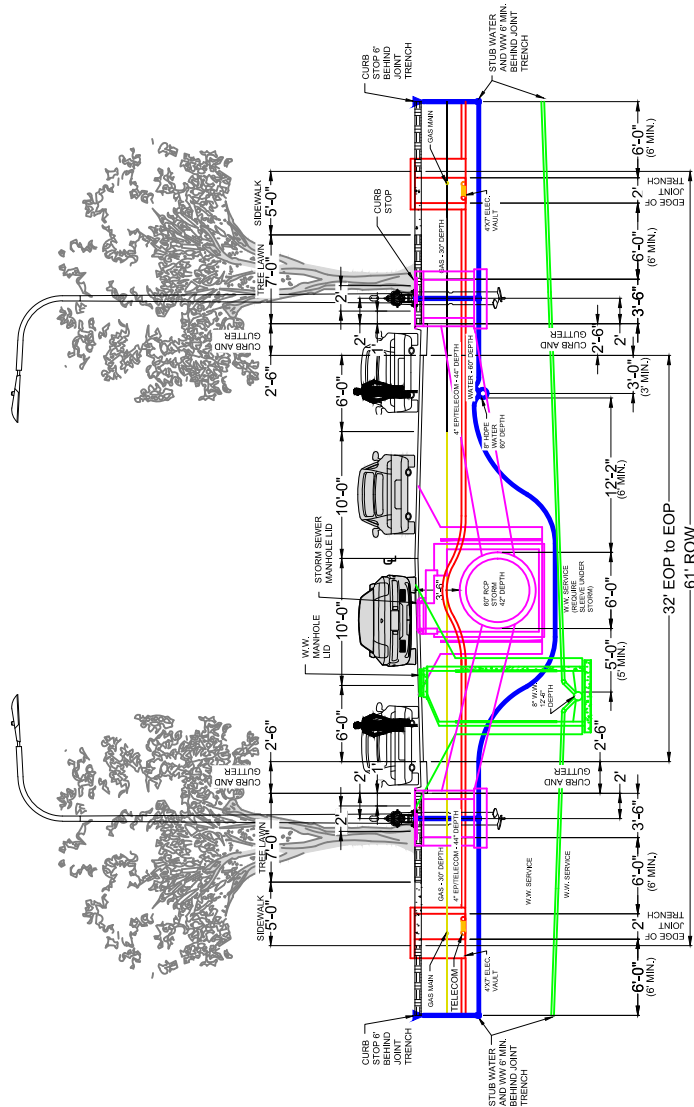 SIDEWALK
5'-0"
TREE LAWN
7'-0"
CURB AND
GUTTER
2'-6"
6'-0"
10'-0"
10'-0"
6'-0"
CURB AND
GUTTER
2'-6"
TREE LAWN
7'-0"
SIDEWALK
5'-0"
W.W.
MANHOLE
LID
STORM SEWER
MANHOLE LID
CL
2'
2'
1'
2'
2'
1'
CURB
STOP 6'
BEHIND
JOINT
TRENCH
CURB
STOP
CURB
STOP 6'
BEHIND
JOINT
TRENCH
GAS MAIN
TELECOM
GAS - 30" DEPTH
4" EP/TELECOM - 44" DEPTH
4'X7' ELEC.
VAULT
3'-6"
60" RCP
STORM
42" DEPTH
GAS - 30" DEPTH
4" EP/TELECOM - 44" DEPTH
WATER - 60" DEPTH
8" HDPE
WATER
60" DEPTH
GAS MAIN
4'X7' ELEC.
VAULT
STUB WATER
AND WW 6' MIN.
BEHIND JOINT
TRENCH
W.W. SERVICE
W.W. SERVICE
8" W.W.
12'-6"
DEPTH
W.W. SERVICE
(REQUIRE
SLEEVE UNDER
STORM)
STUB WATER
AND WW 6' MIN.
BEHIND JOINT
TRENCH
CURB AND
GUTTER
2'-6"
2'
CURB AND
GUTTER
2'-6"
2'
EDGE OF
JOINT
TRENCH
EDGE OF
JOINT
TRENCH
6'-0"
(6' MIN.)
2'
6'-0"
(6' MIN.)
3'-6"
5'-0"
(5' MIN.)
6'-0"
12'-2"
(6' MIN.)
3'-0"
(3' MIN.)
3'-6"
6'-0"
(6' MIN.)
2'
6'-0"
(6' MIN.)
32' EOP to EOP
61' ROW